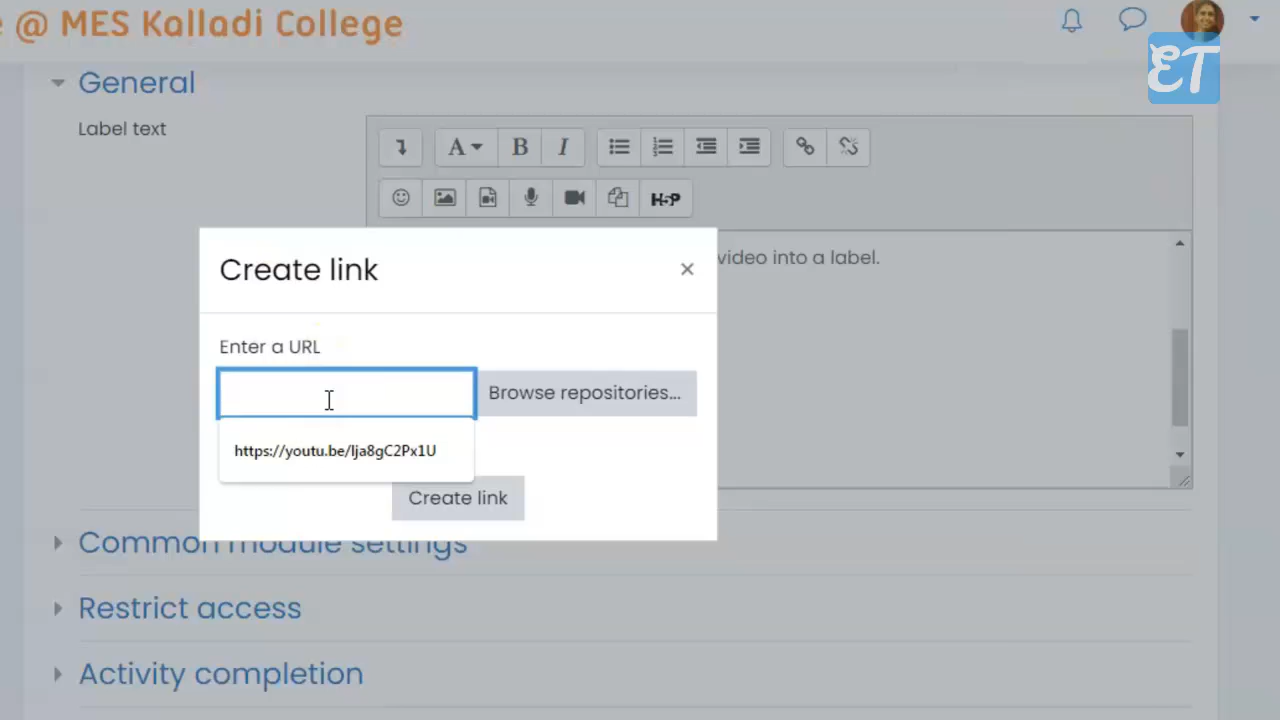 e @ MES Kalladi College
ET
General
Label text
A B I
H5P
video into a label.
Create link
×
Enter a URL
Browse repositories...
https://youtu.be/lja8gC2Px1U
Create link
Common module settings
Restrict access
Activity completion